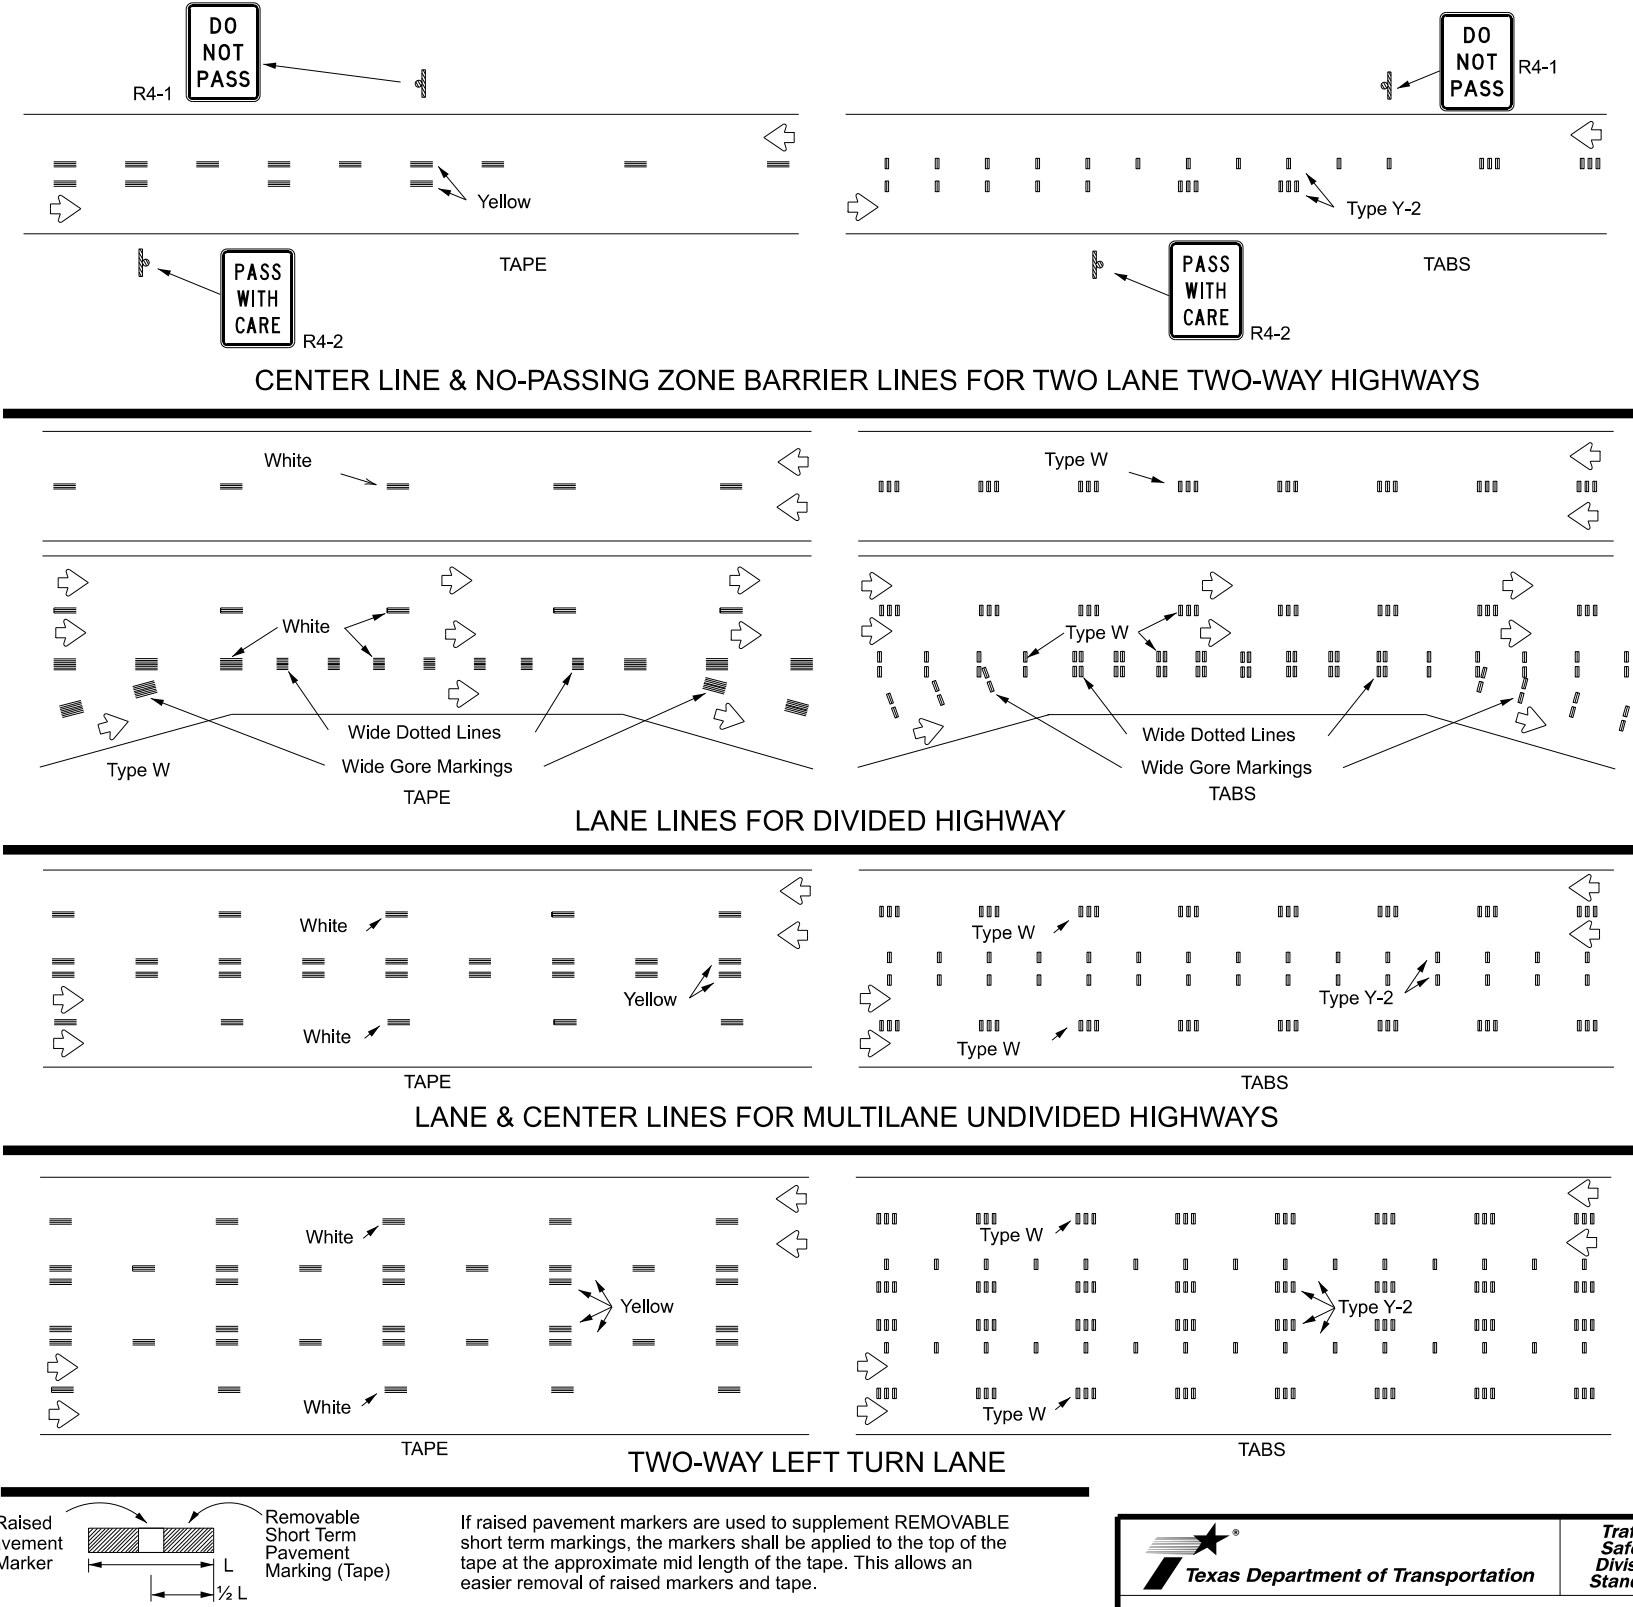 DO
NOT
PASS
R4-1
Yellow
TAPE
PASS
WITH
CARE
R4-2
DO
NOT
PASS
R4-1
Type Y-2
TABS
PASS
WITH
CARE
R4-2
CENTER LINE & NO-PASSING ZONE BARRIER LINES FOR TWO LANE TWO-WAY HIGHWAYS
White
White
Wide Dotted Lines
Wide Gore Markings
Type W
TAPE
Type W
Type W
Wide Dotted Lines
Wide Gore Markings
TABS
LANE LINES FOR DIVIDED HIGHWAY
White
Yellow
White
TAPE
Type W
Type Y-2
Type W
TABS
LANE & CENTER LINES FOR MULTILANE UNDIVIDED HIGHWAYS
White
Yellow
White
TAPE
Type W
Type Y-2
Type W
TABS
TWO-WAY LEFT TURN LANE
Raised
Marker
Removable
Short Term
Pavement
Marking (Tape)
L
½ L
If raised pavement markers are used to supplement REMOVABLE
short term markings, the markers shall be applied to the top of the
tape at the approximate mid length of the tape. This allows an
easier removal of raised markers and tape.
®
Texas Department of Transportation